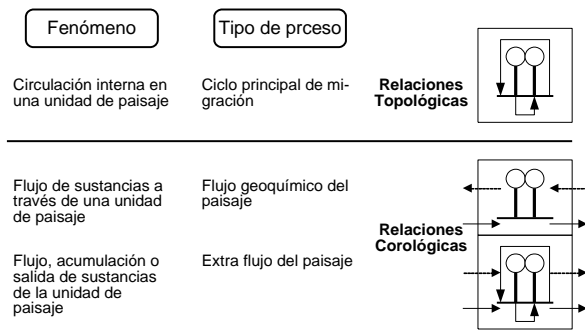 Fenómeno
Tipo de prceso
Circulación interna en
una unidad de paisaje
Ciclo principal de mi-
gración
Relaciones
Topológicas
Flujo de sustancias a
través de una unidad
de paisaje
Flujo geoquímico del
paisaje
Relaciones
Corológicas
Flujo, acumulación o
salida de sustancias
de la unidad de
paisaje
Extra flujo del paisaje